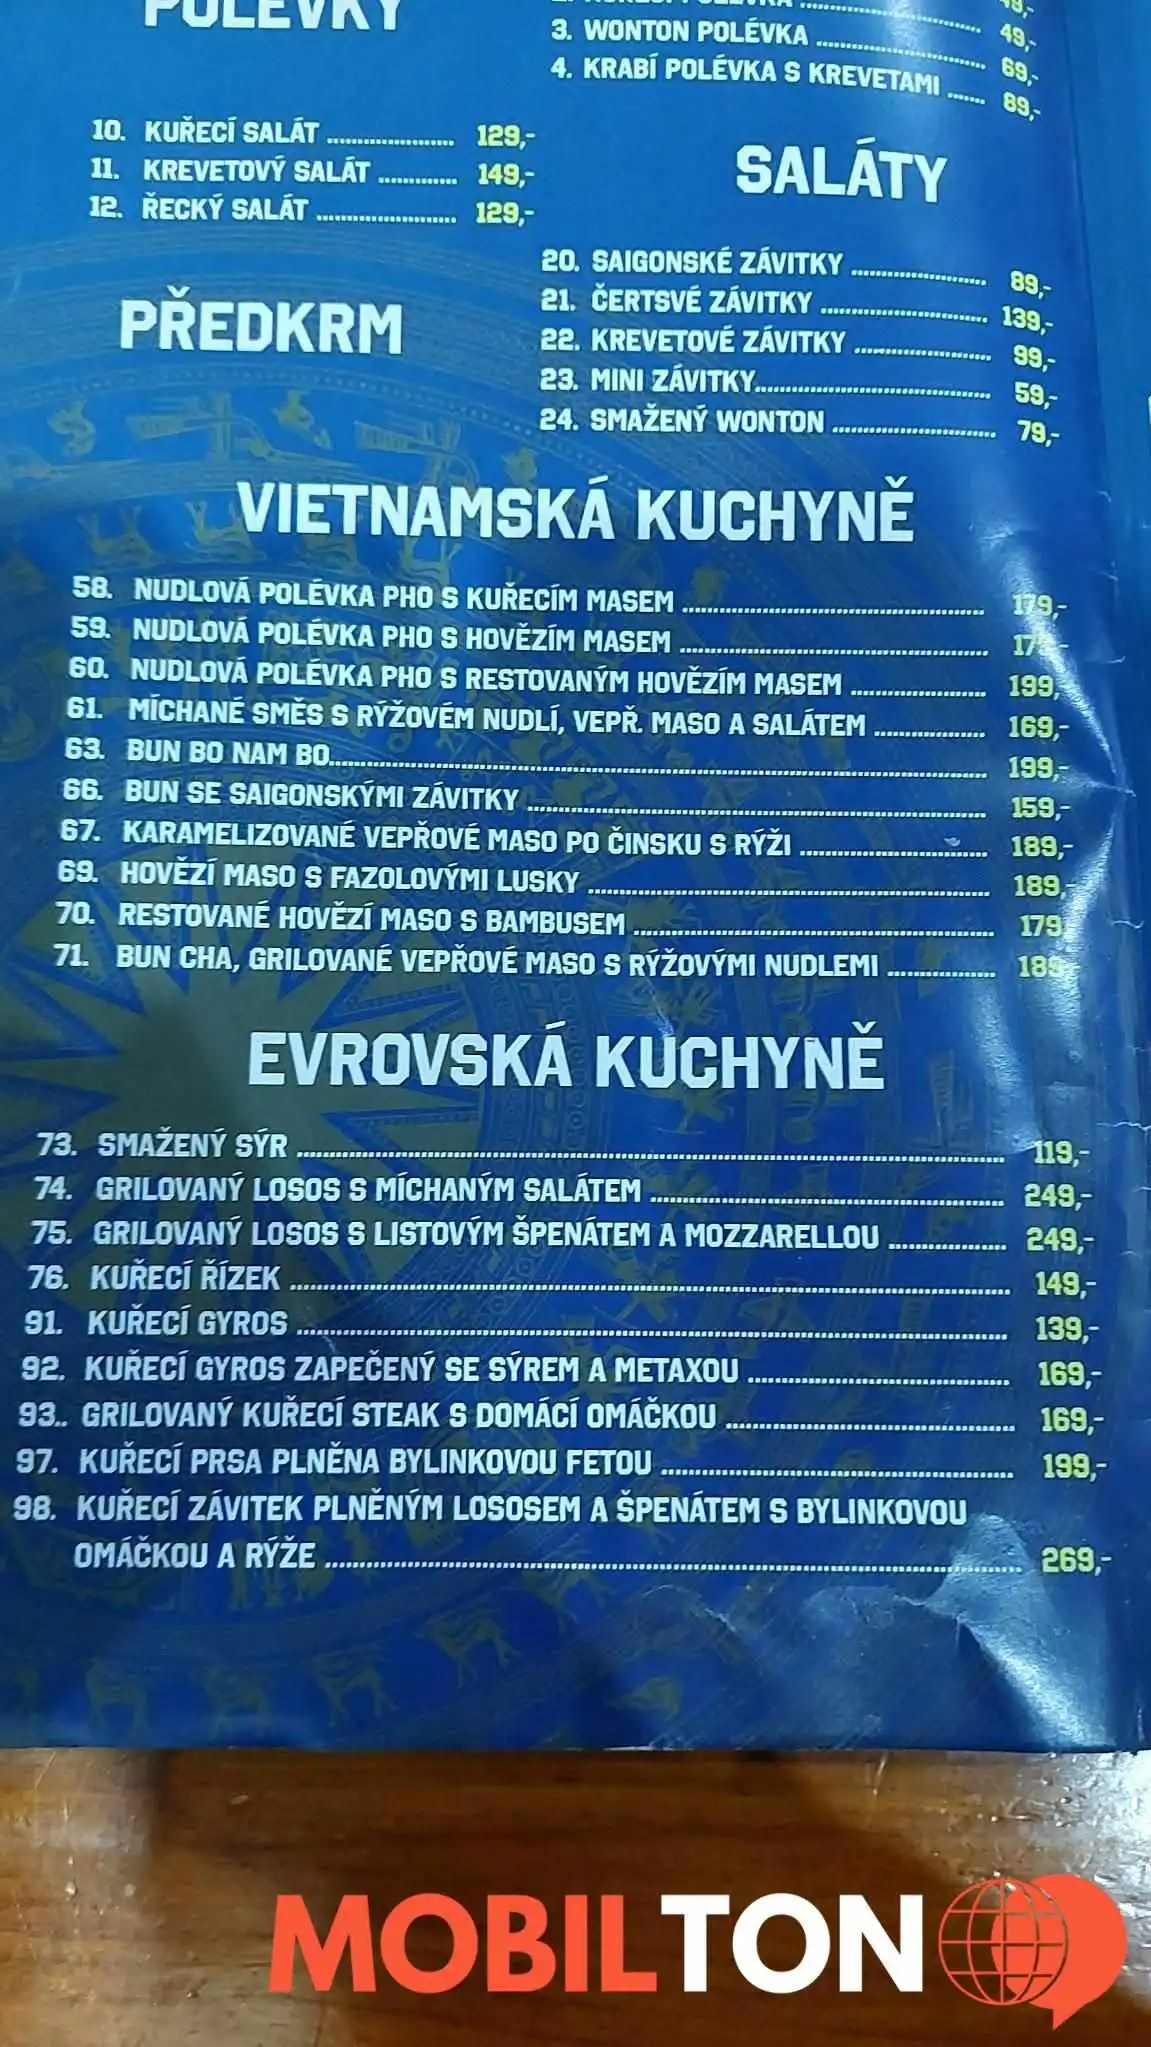 POLÉVKY
49,-
3. WONTON POLÉVKA 69,-
4. KRABÍ POLÉVKA S KREVETAMI 89,-
SALÁTY
10. KUŘECÍ SALÁT 129,-
11. KREVETOVÝ SALÁT 149,-
12. ŘECKÝ SALÁT 129,-
PŘEDKRM
20. SAIGONSKÉ ZÁVITKY 89,-
21. ČERTSVÉ ZÁVITKY 139,-
22. KREVETOVÉ ZÁVITKY 99,-
23. MINI ZÁVITKY 59,-
24. SMAŽENÝ WONTON 79,-
VIETNAMSKÁ KUCHYNĚ
58. NUDLOVÁ POLÉVKA PHO S KUŘECÍM MASEM 179,-
59. NUDLOVÁ POLÉVKA PHO S HOVĚZÍM MASEM
60. NUDLOVÁ POLÉVKA PHO S RESTOVANÝM HOVĚZÍM MASEM 199,
61. MÍCHANÉ SMĚS S RÝŽOVÉM NUDLÍ, VEPŘ. MASO A SALÁTEM 169,-
63. BUN BO NAM BO 199,-
66. BUN SE SAIGONSKÝMI ZÁVITKY 159,-
67. KARAMELIZOVANÉ VEPŘOVÉ MASO PO ČINSKU S RÝŽI 189,-
69. HOVĚZÍ MASO S FAZOLOVÝMI LUSKY 189,-
70. RESTOVANÉ HOVĚZÍ MASO S BAMBUSEM 179
71. BUN CHA, GRILOVANÉ VEPŘOVÉ MASO S RÝŽOVÝMI NUDLEMI 189
EVROVSKÁ KUCHYNĚ
73. SMAŽENÝ SÝR 119,-
74. GRILOVANÝ LOSOS S MÍCHANÝM SALÁTEM 249,-
75. GRILOVANÝ LOSOS S LISTOVÝM ŠPENÁTEM A MOZZARELLOU 249,-
76. KUŘECÍ ŘÍZEK 149,-
91. KUŘECÍ GYROS 139,-
92. KUŘECÍ GYROS ZAPEČENÝ SE SÝREM A METAXOU 169,-
93.. GRILOVANÝ KUŘECÍ STEAK S DOMÁCÍ OMÁČKOU 169,-
97. KUŘECÍ PRSA PLNĚNA BYLINKOVOU FETOU 199,-
98. KUŘECÍ ZÁVITEK PLNĚNÝM LOSOSEM A ŠPENÁTEM S BYLINKOVOU
OMÁČKOU A RÝŽE 269,-
MOBILTON